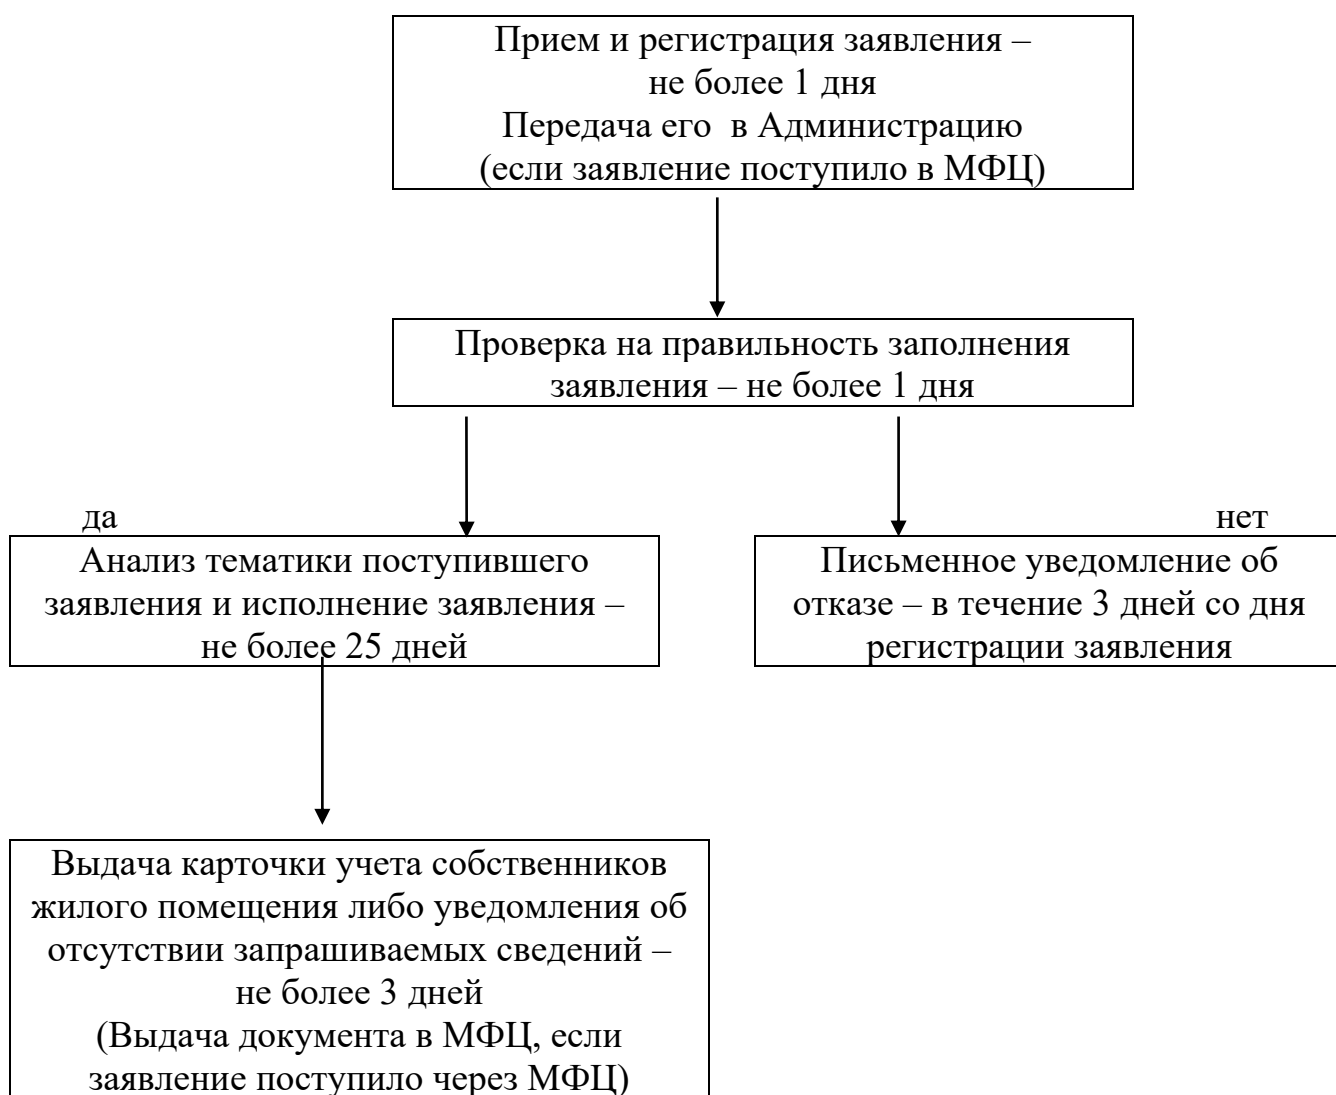 Прием и регистрация заявления –
не более 1 дня
Передача его  в Администрацию
(если заявление поступило в МФЦ)
Проверка на правильность заполнения
заявления – не более 1 дня
да
нет
Анализ тематики поступившего
заявления и исполнение заявления –
не более 25 дней
Письменное уведомление об
отказе – в течение 3 дней со дня
регистрации заявления
Выдача карточки учета собственников
жилого помещения либо уведомления об
отсутствии запрашиваемых сведений –
не более 3 дней
(Выдача документа в МФЦ, если
заявление поступило через МФЦ)